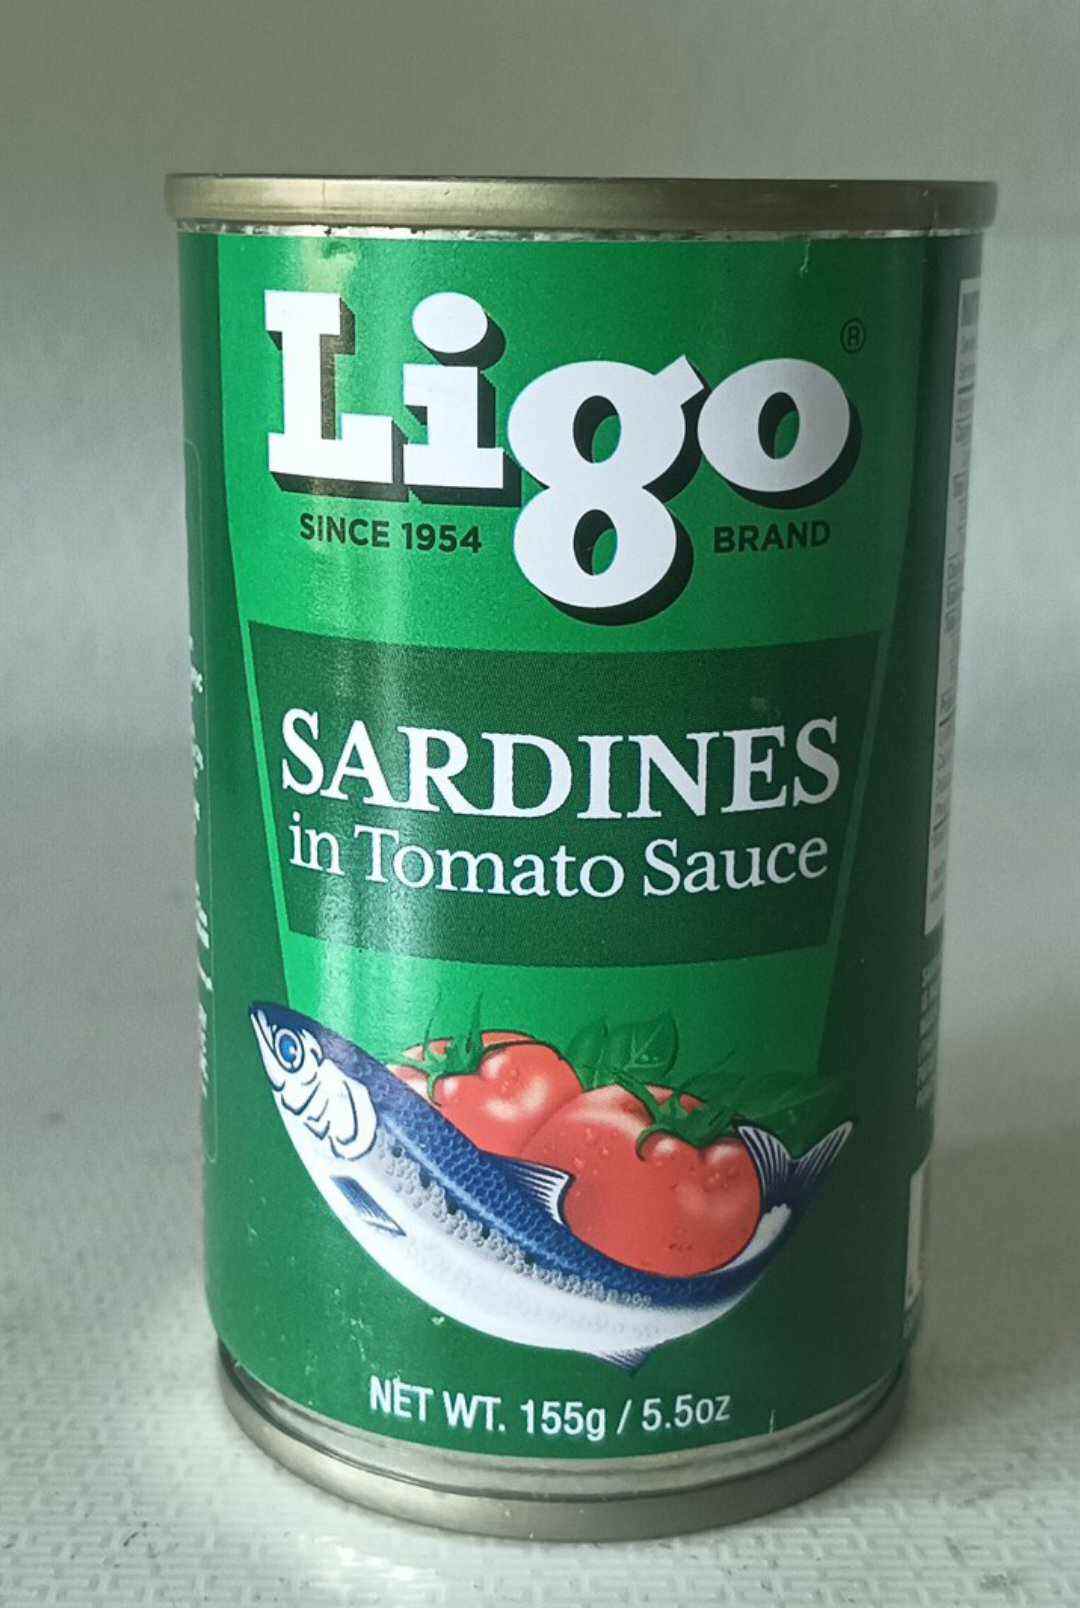 Ligo®
SINCE 1954 BRAND
SARDINES
in Tomato Sauce
NET WT. 155g / 5.5oz